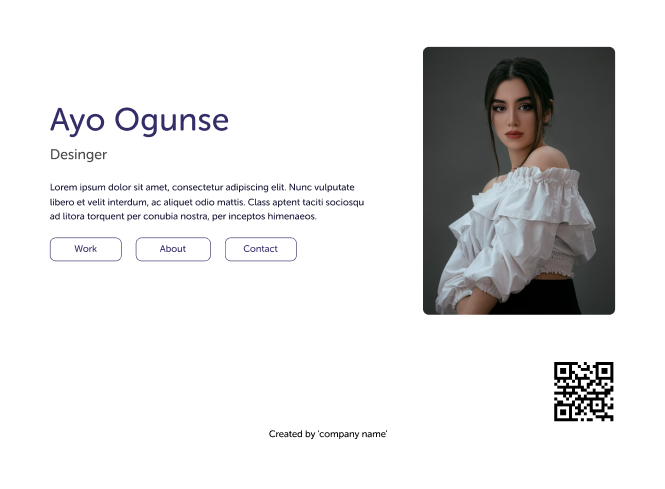 Ayo Ogunse
Desinger
Lorem ipsum dolor sit amet, consectetur adipiscing elit. Nunc vulputate
libero et velit interdum, ac aliquet odio mattis. Class aptent taciti sociosqu
ad litora torquent per conubia nostra, per inceptos himenaeos.
Work
About
Contact
Created by 'company name'